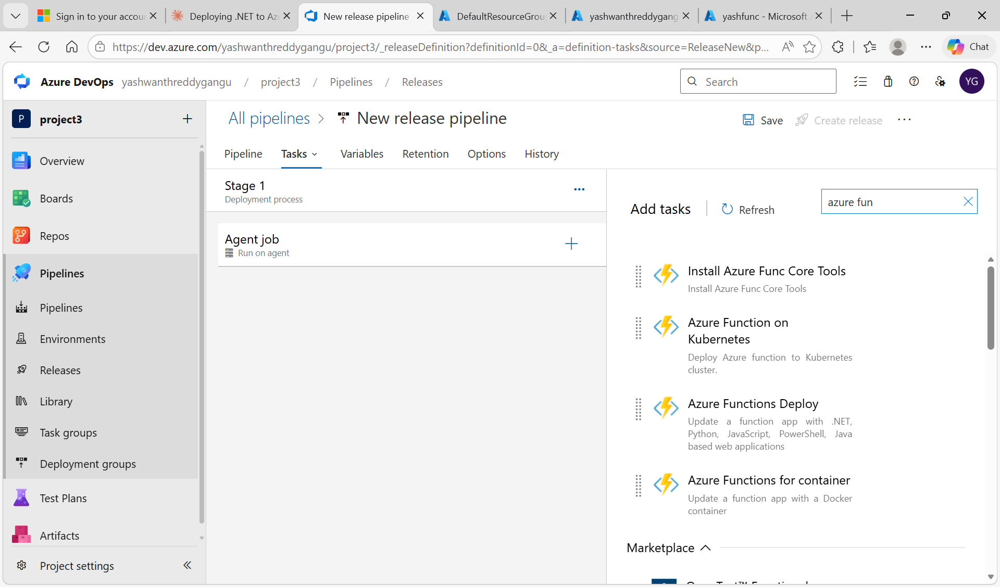 Sign in to your accou
Deploying .NET to Az
New release pipeline
DefaultResourceGrou
yashwanthreddygang
yashfunc - Microsoft
https://dev.azure.com/yashwanthreddygangu/project3/_releaseDefinition?definitionId=0&_a=definition-tasks&source=ReleaseNew&p...
Chat
Azure DevOps yashwanthreddygangu / project3 / Pipelines / Releases
Search
YG
P project3
Overview
Boards
Repos
Pipelines
Pipelines
Environments
Releases
Library
Task groups
Deployment groups
Test Plans
Artifacts
Project settings
All pipelines > New release pipeline
Save
Create release
Pipeline Tasks Variables Retention Options History
Stage 1
Deployment process
Agent job
Run on agent
Add tasks
Refresh
azure fun
Install Azure Func Core Tools
Install Azure Func Core Tools
Azure Function on
Kubernetes
Deploy Azure function to Kubernetes
cluster.
Azure Functions Deploy
Update a function app with .NET,
Python, JavaScript, PowerShell, Java
based web applications
Azure Functions for container
Update a function app with a Docker
container
Marketplace